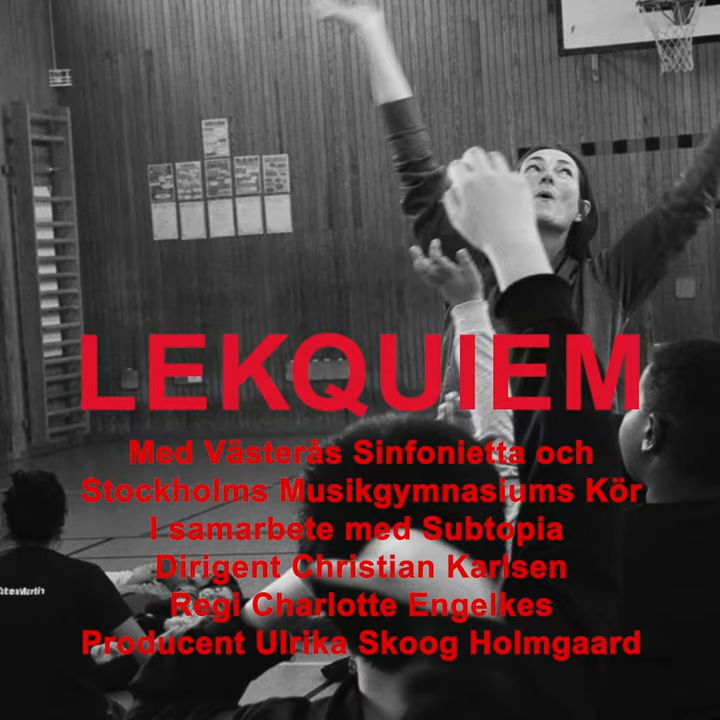 LEKQUIEM
Med Västerås Sinfonietta och
Stockholms Musikgymnasiums Kör
I samarbete med Subtopia
Dirigent Christian Karlsen
Regi Charlotte Engelkes
Producent Ulrika Skoog Holmgaard